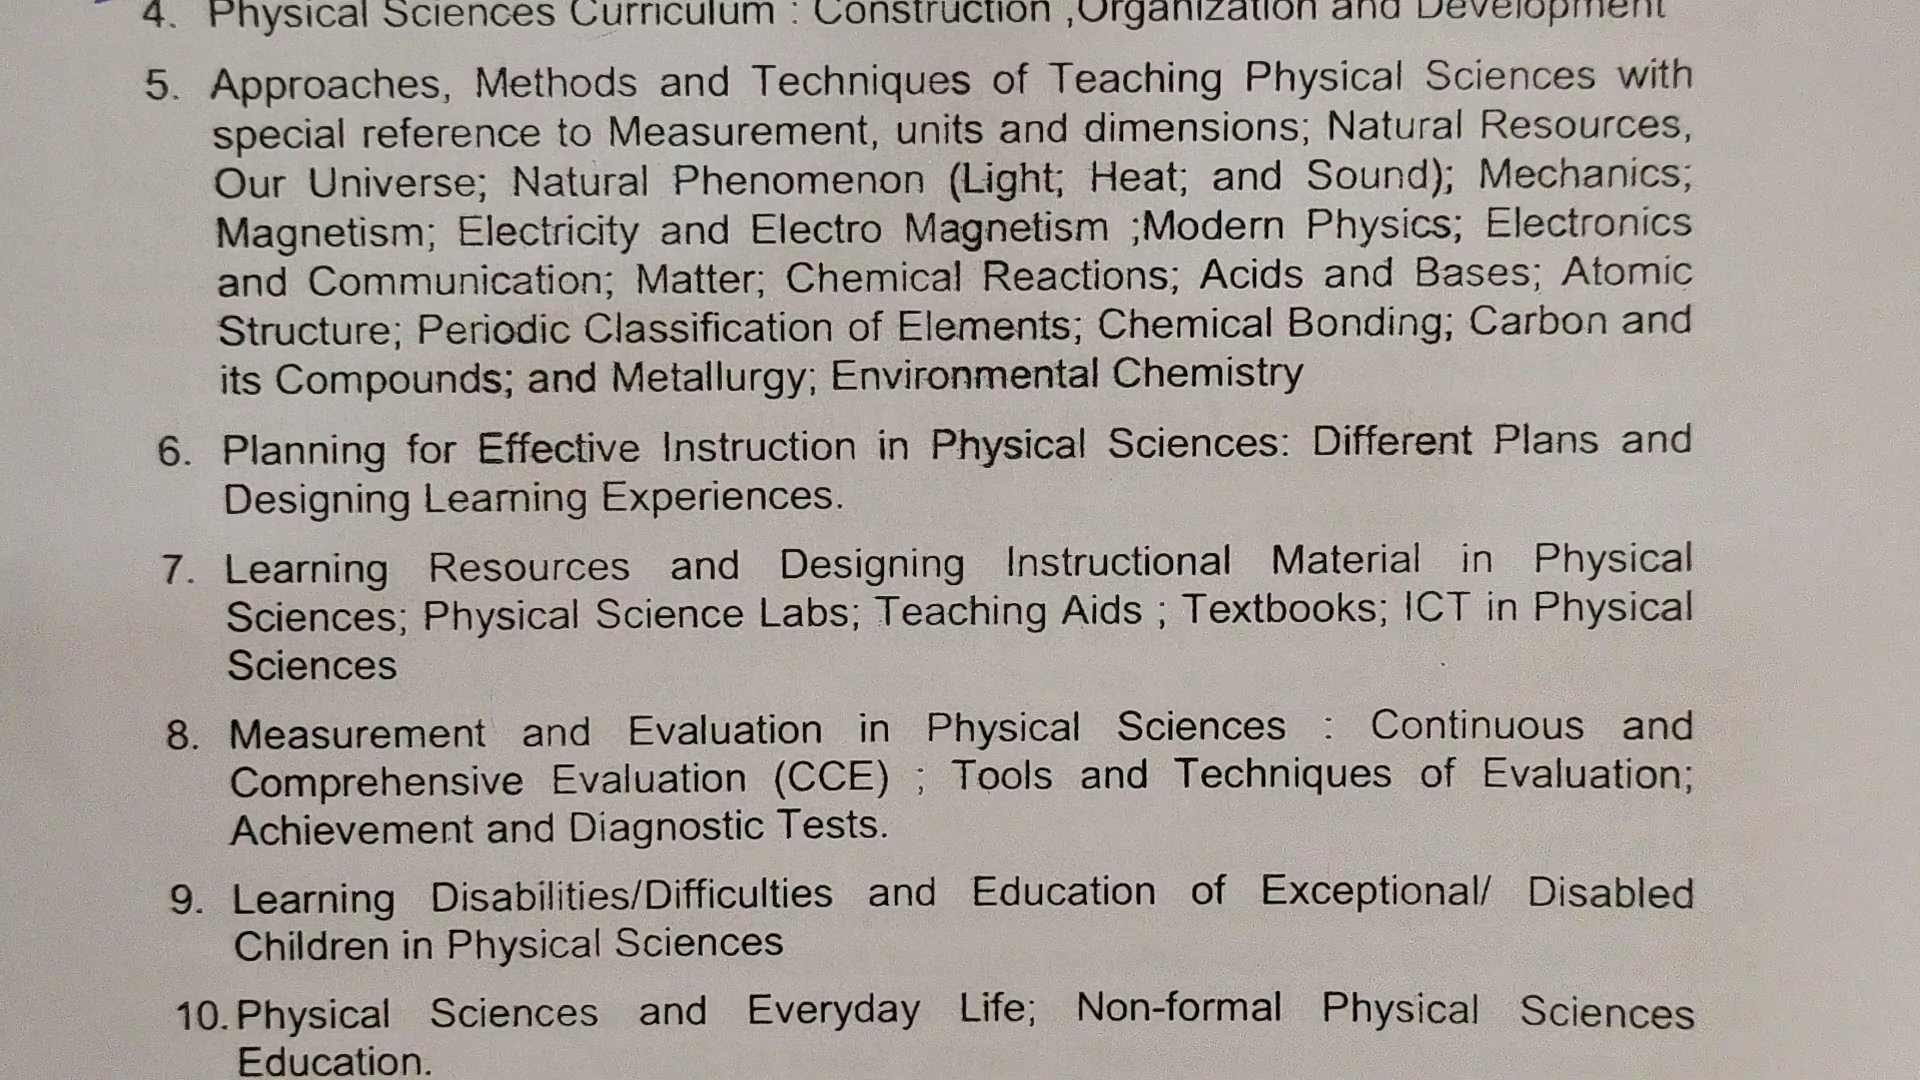 4. Physical Sciences Curriculum : Construction ,Organization and Development
5. Approaches, Methods and Techniques of Teaching Physical Sciences with
special reference to Measurement, units and dimensions; Natural Resources,
Our Universe; Natural Phenomenon (Light; Heat; and Sound); Mechanics;
Magnetism; Electricity and Electro Magnetism ;Modern Physics; Electronics
and Communication; Matter; Chemical Reactions; Acids and Bases; Atomic
Structure; Periodic Classification of Elements; Chemical Bonding; Carbon and
its Compounds; and Metallurgy; Environmental Chemistry
6. Planning for Effective Instruction in Physical Sciences: Different Plans and
Designing Learning Experiences.
7. Learning Resources and Designing Instructional Material in Physical
Sciences; Physical Science Labs; Teaching Aids ; Textbooks; ICT in Physical
Sciences
8. Measurement and Evaluation in Physical Sciences : Continuous and
Comprehensive Evaluation (CCE) ; Tools and Techniques of Evaluation;
Achievement and Diagnostic Tests.
9. Learning Disabilities/Difficulties and Education of Exceptional/ Disabled
Children in Physical Sciences
10. Physical Sciences and Everyday Life; Non-formal Physical Sciences
Education.